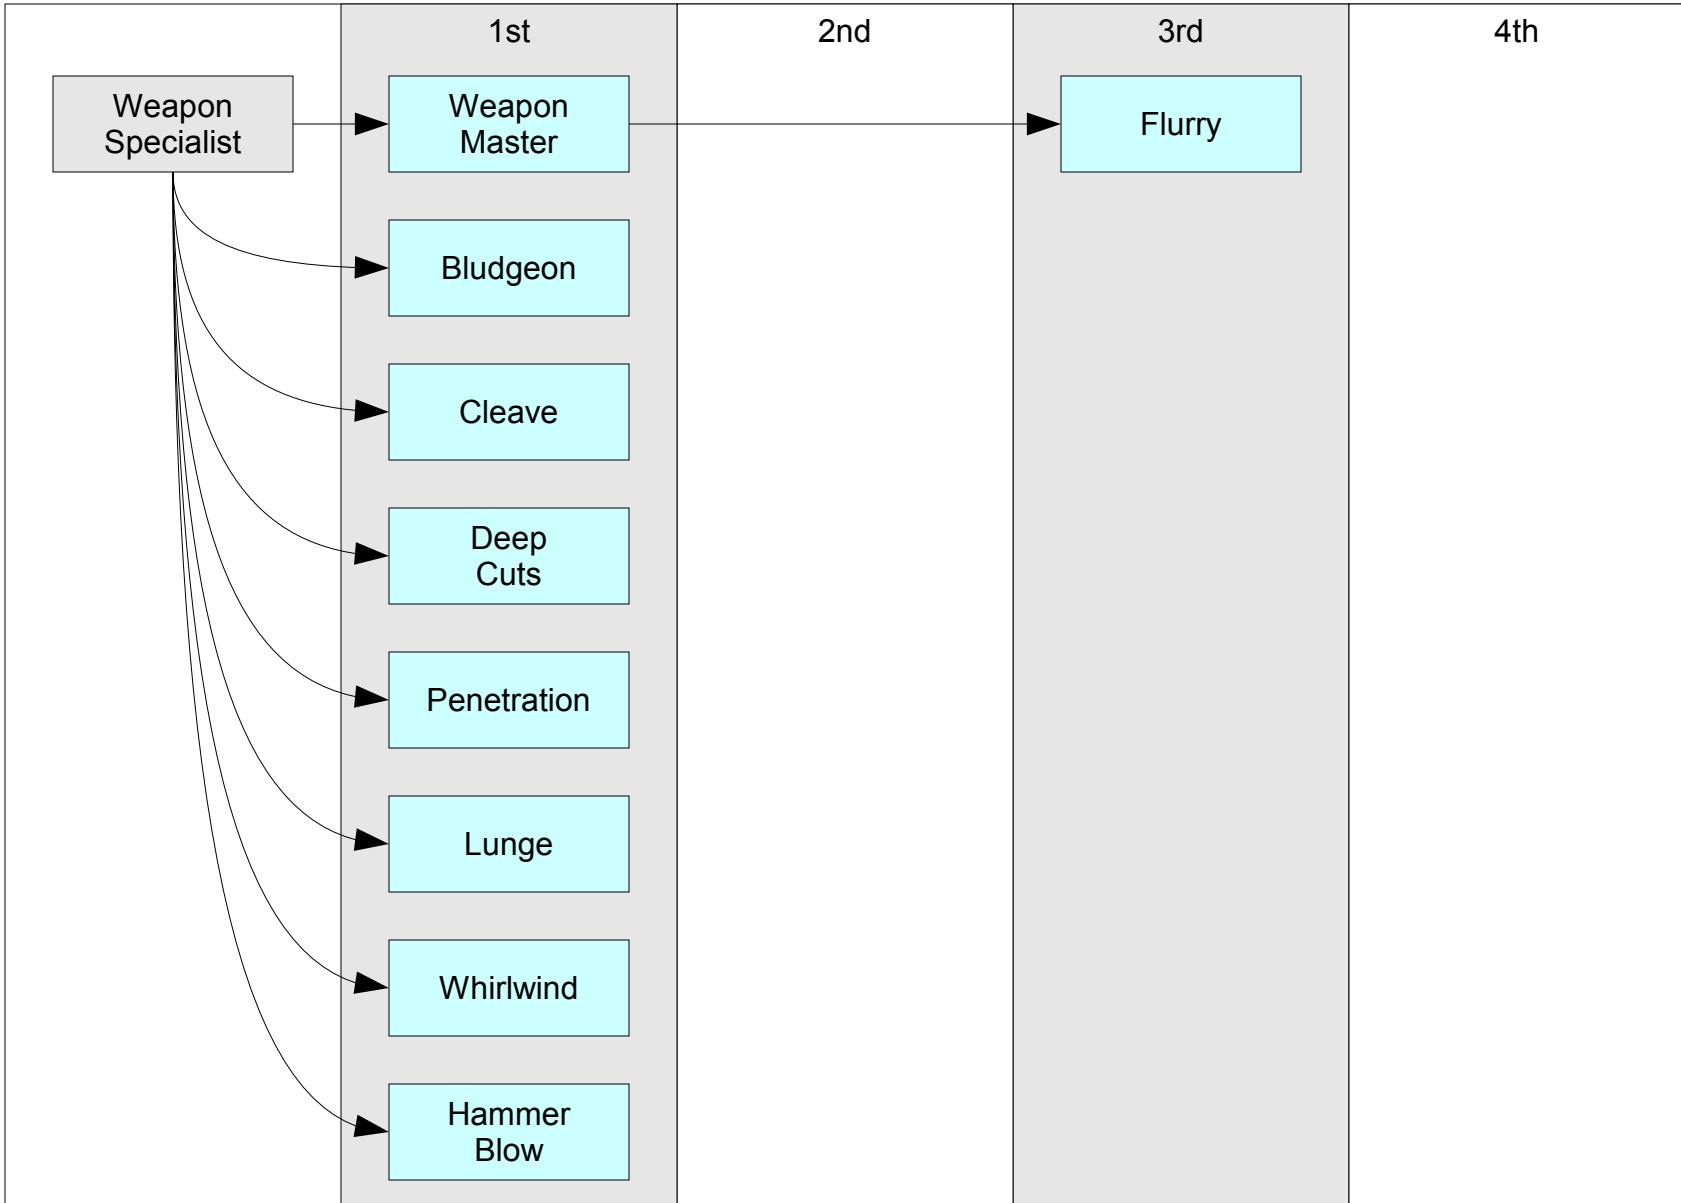 1st
2nd
3rd
4th
Weapon
Specialist
Weapon
Master
Flurry
Bludgeon
Cleave
Deep
Cuts
Penetration
Lunge
Whirlwind
Hammer
Blow